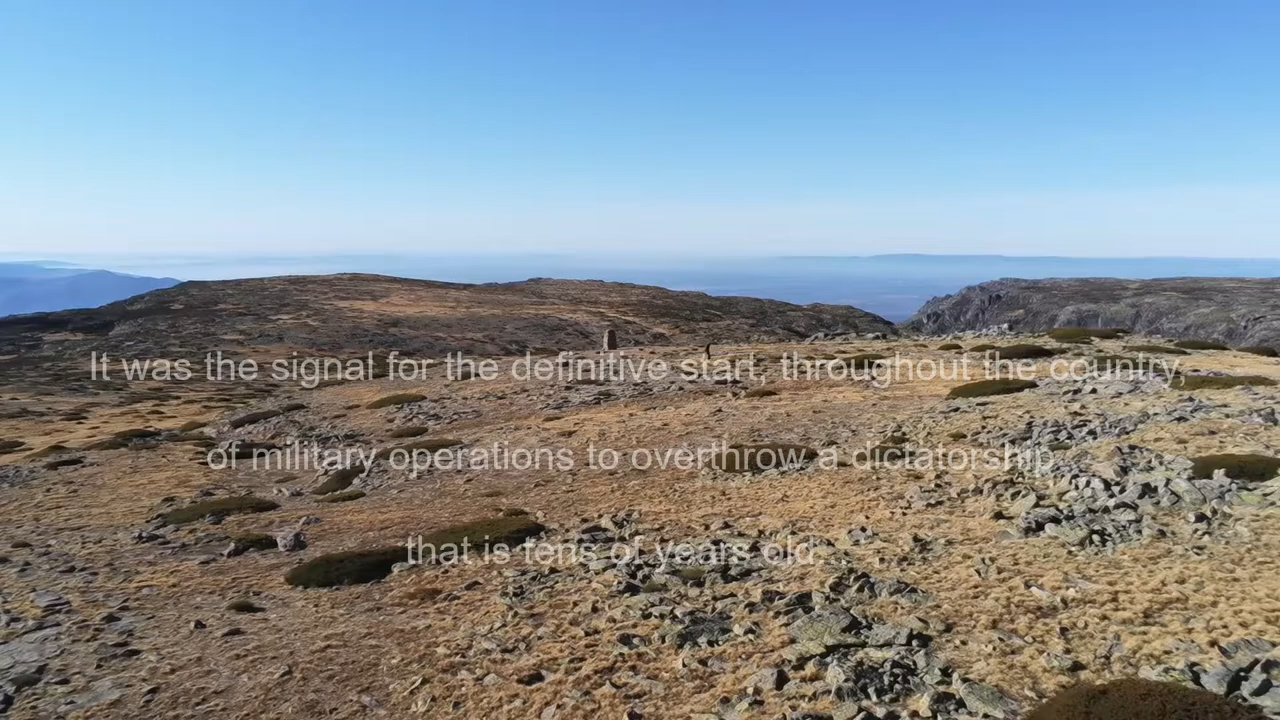 It was the signal for the definitive start, throughout the country,
of military operations to overthrow a dictatorship
that is tens of years old